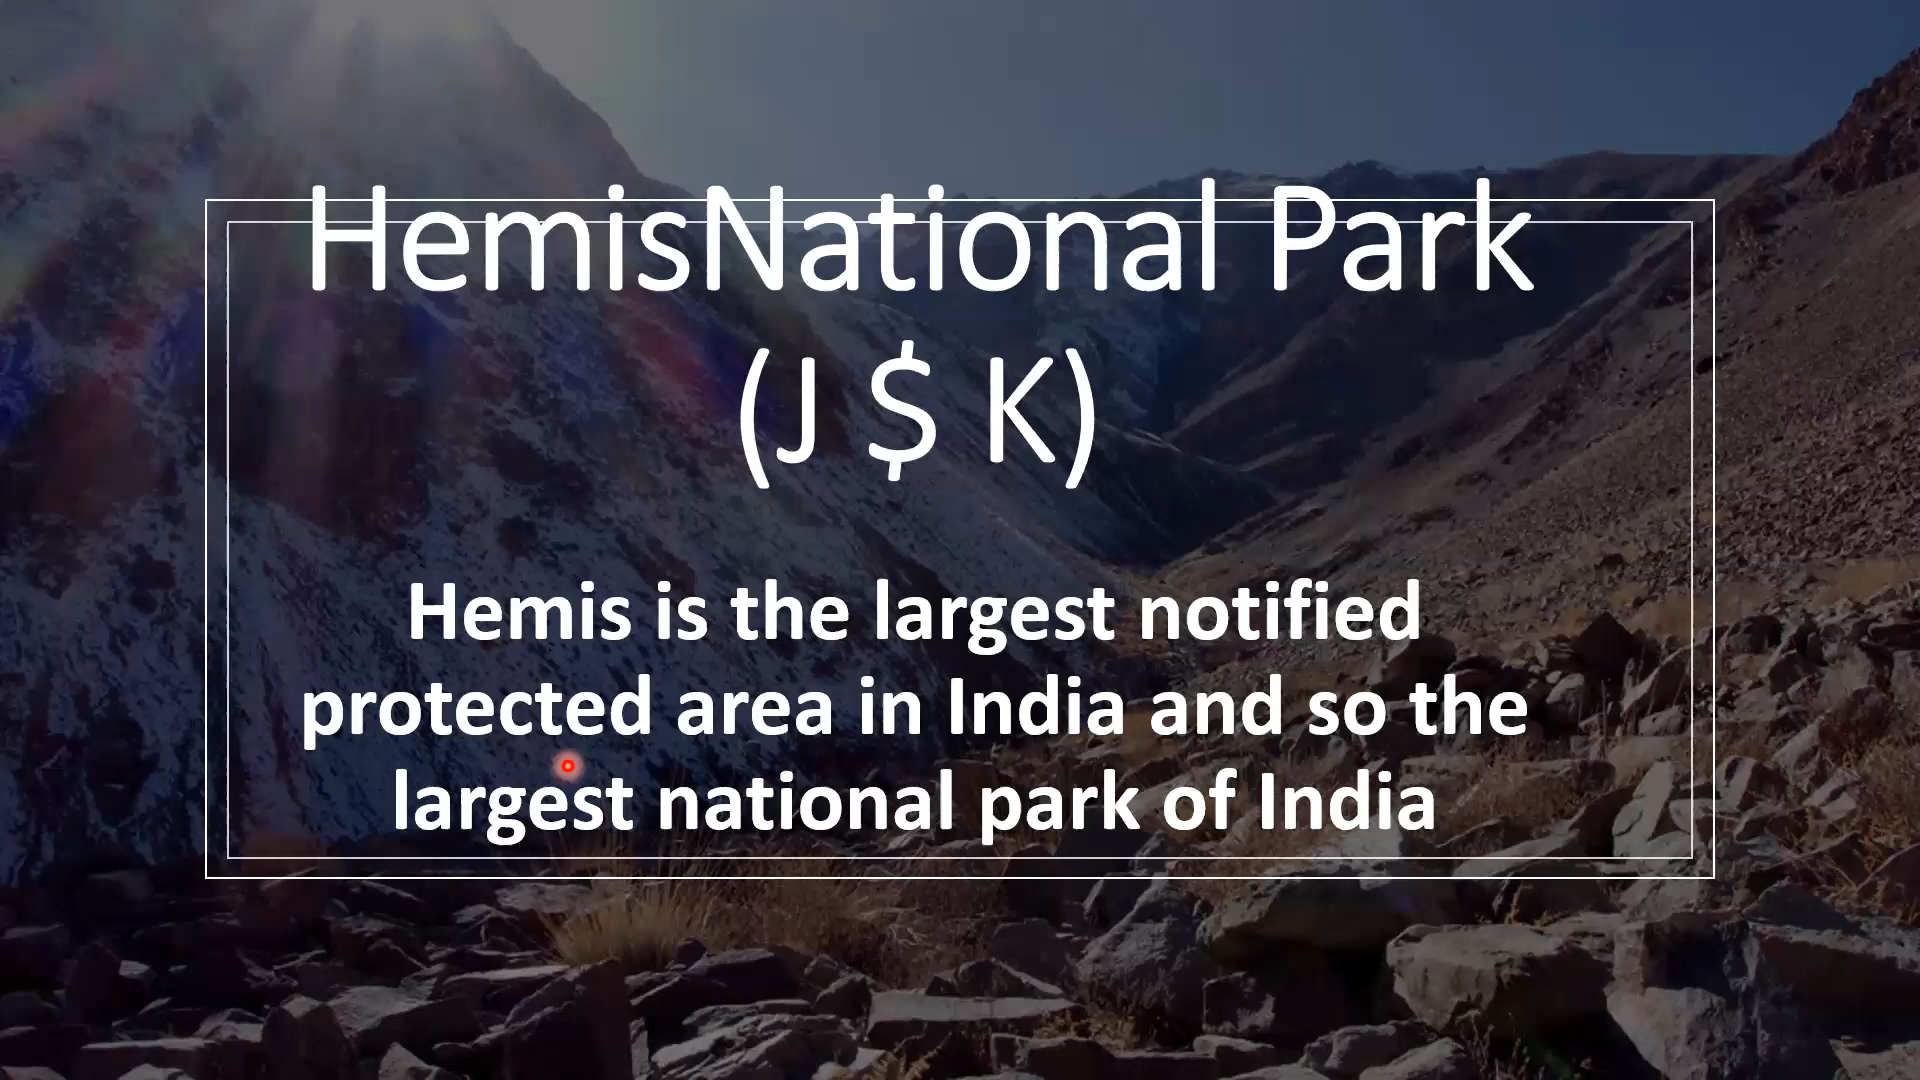 HemisNational Park
(J $ K)
Hemis is the largest notified
protected area in India and so the
largest national park of India